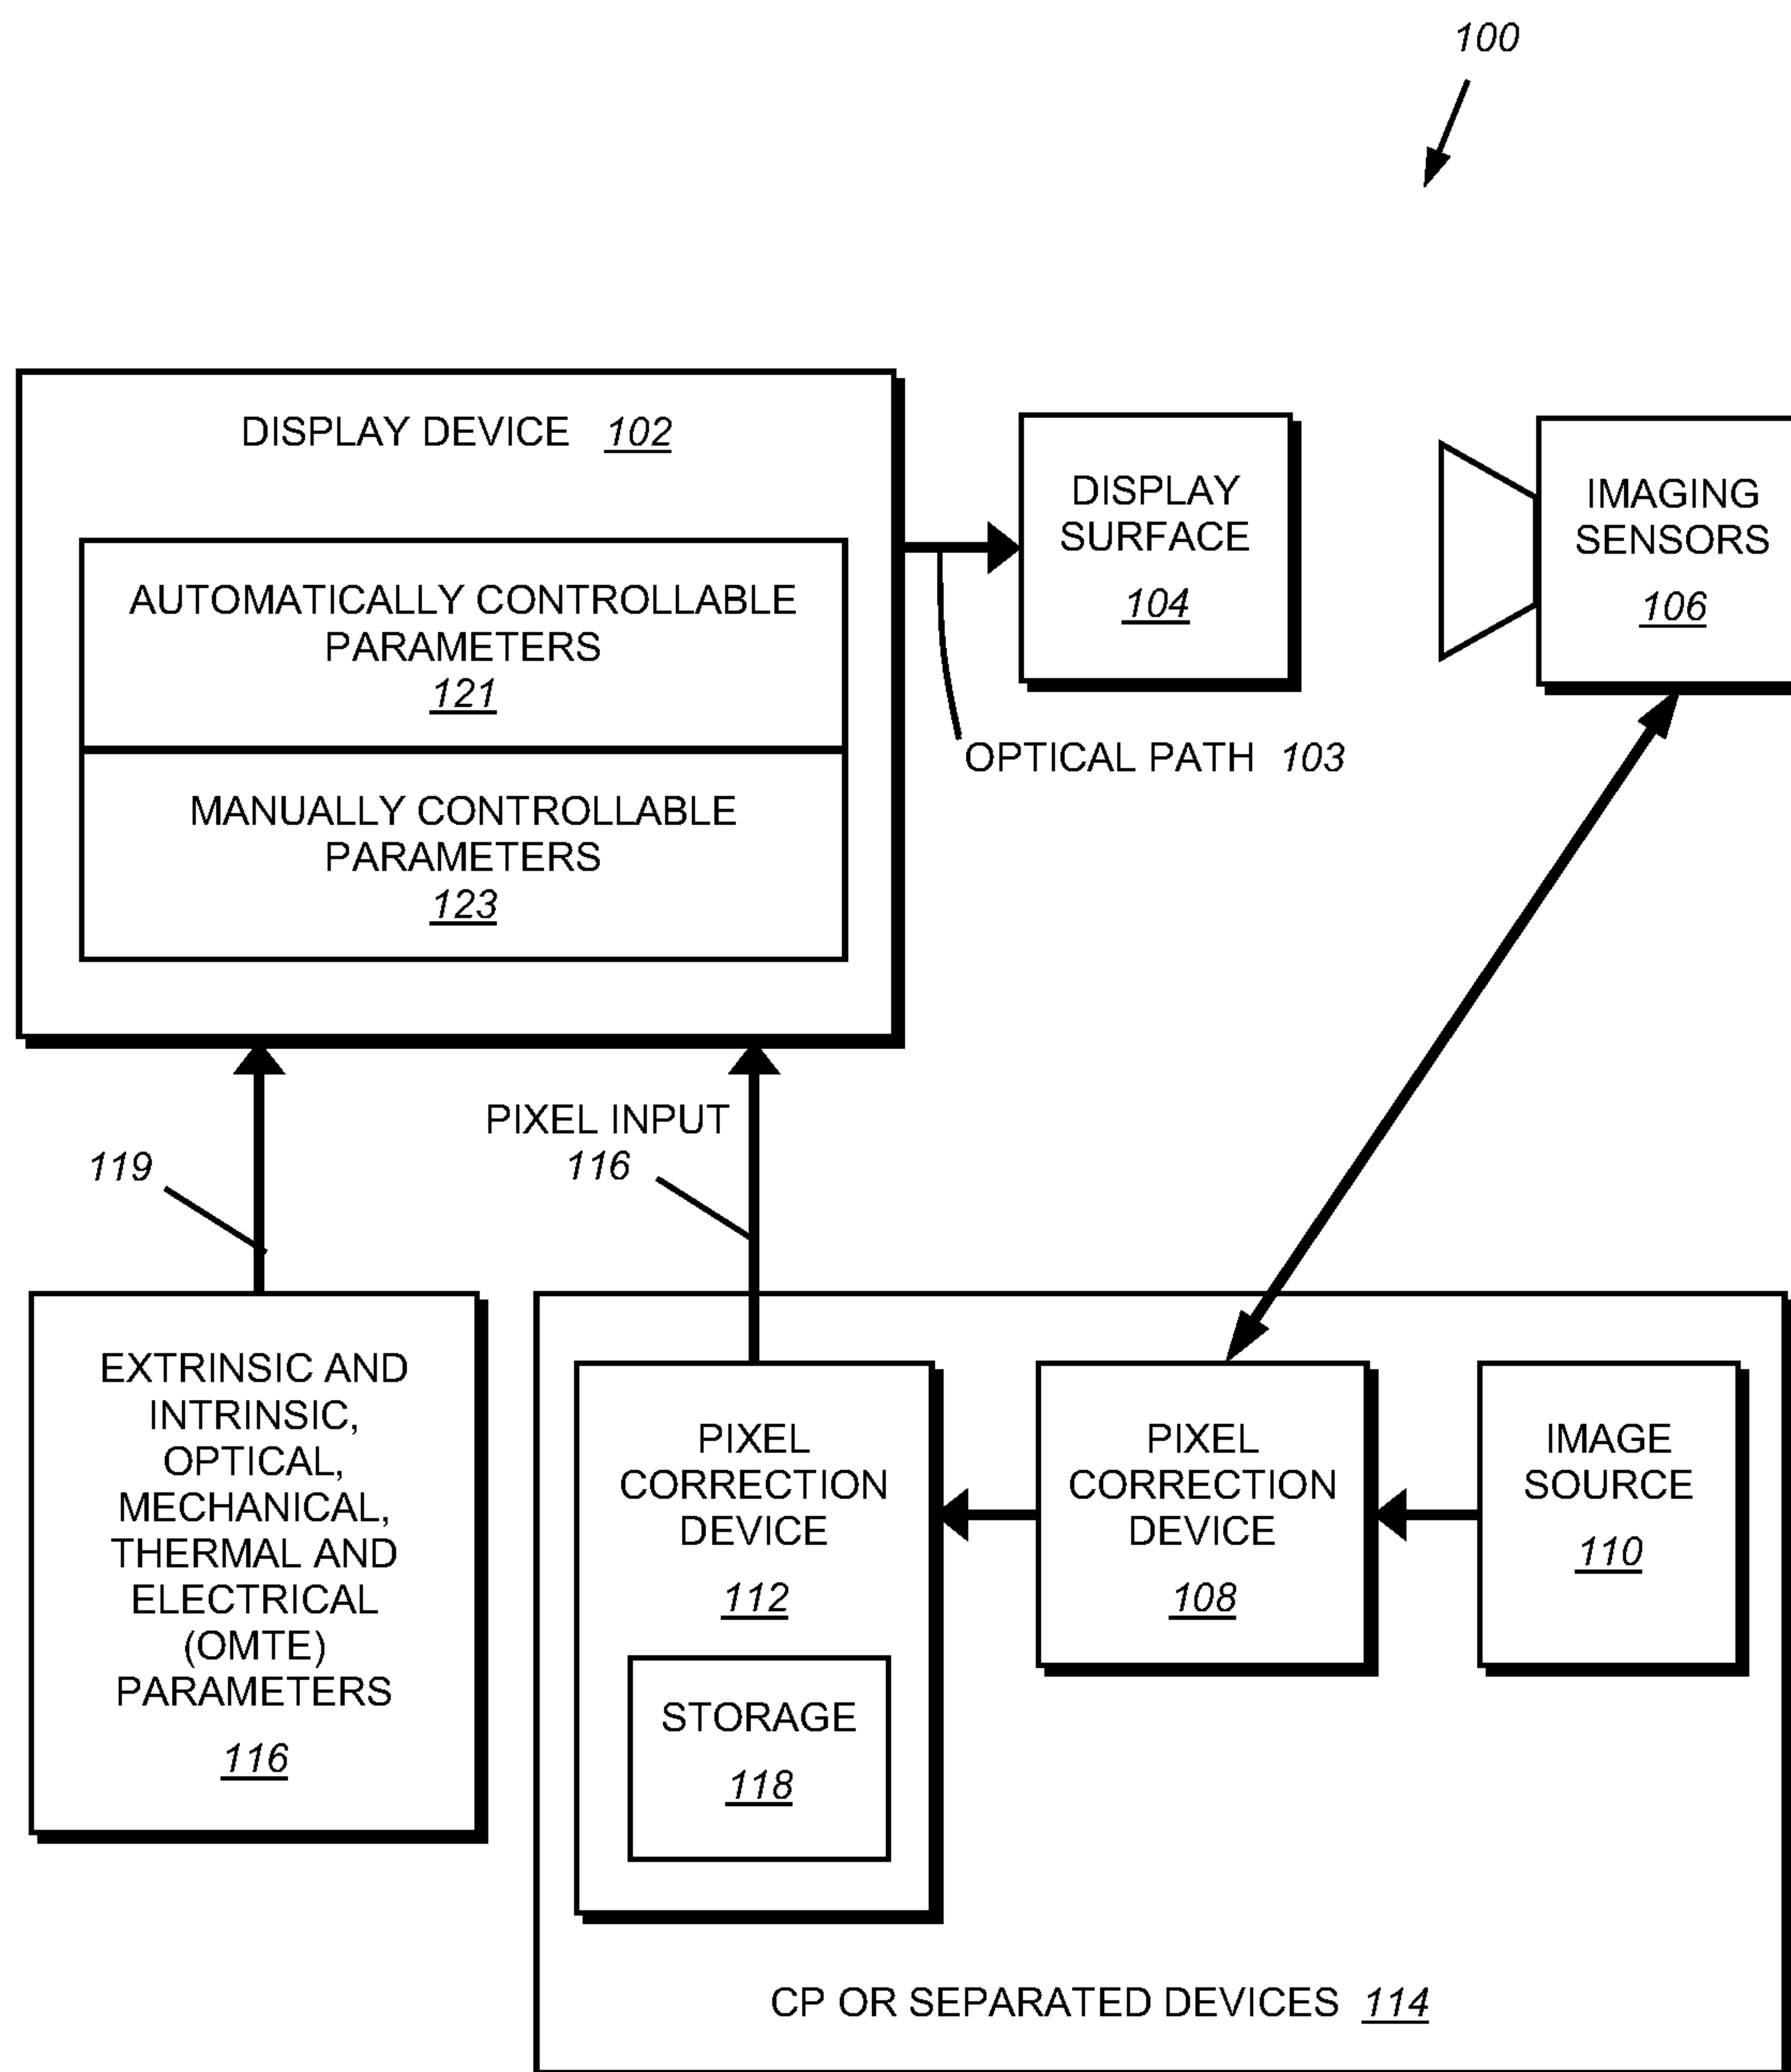 100
DISPLAY DEVICE 102
AUTOMATICALLY CONTROLLABLE
PARAMETERS
121
MANUALLY CONTROLLABLE
PARAMETERS
123
DISPLAY
SURFACE
104
IMAGING
SENSORS
106
OPTICAL PATH 103
119
PIXEL INPUT
116
EXTRINSIC AND
INTRINSIC,
OPTICAL,
MECHANICAL,
THERMAL AND
ELECTRICAL
(OMTE)
PARAMETERS
116
PIXEL
CORRECTION
DEVICE
112
STORAGE
118
PIXEL
CORRECTION
DEVICE
108
IMAGE
SOURCE
110
CP OR SEPARATED DEVICES 114